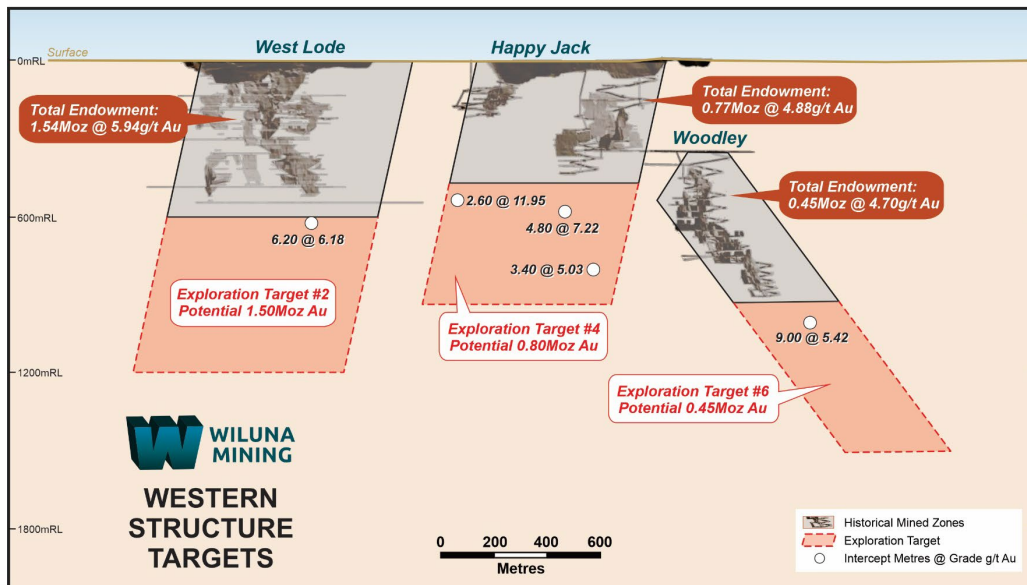 West Lode
Happy Jack
Surface
0mRL
Total Endowment:
1.54Moz @ 5.94g/t Au
Total Endowment:
0.77Moz @ 4.88g/t Au
Woodley
Total Endowment:
0.45Moz @ 4.70g/t Au
2.60 @ 11.95
600mRL
4.80 @ 7.22
6.20 @ 6.18
3.40 @ 5.03
Exploration Target #2
Potential 1.50Moz Au
Exploration Target #4
Potential 0.80Moz Au
9.00 @ 5.42
1200mRL
Exploration Target #6
Potential 0.45Moz Au
WILUNA
MINING
WESTERN
STRUCTURE
TARGETS
1800mRL
0 200 400 600
Metres
Historical Mined Zones
Exploration Target
Intercept Metres @ Grade g/t Au